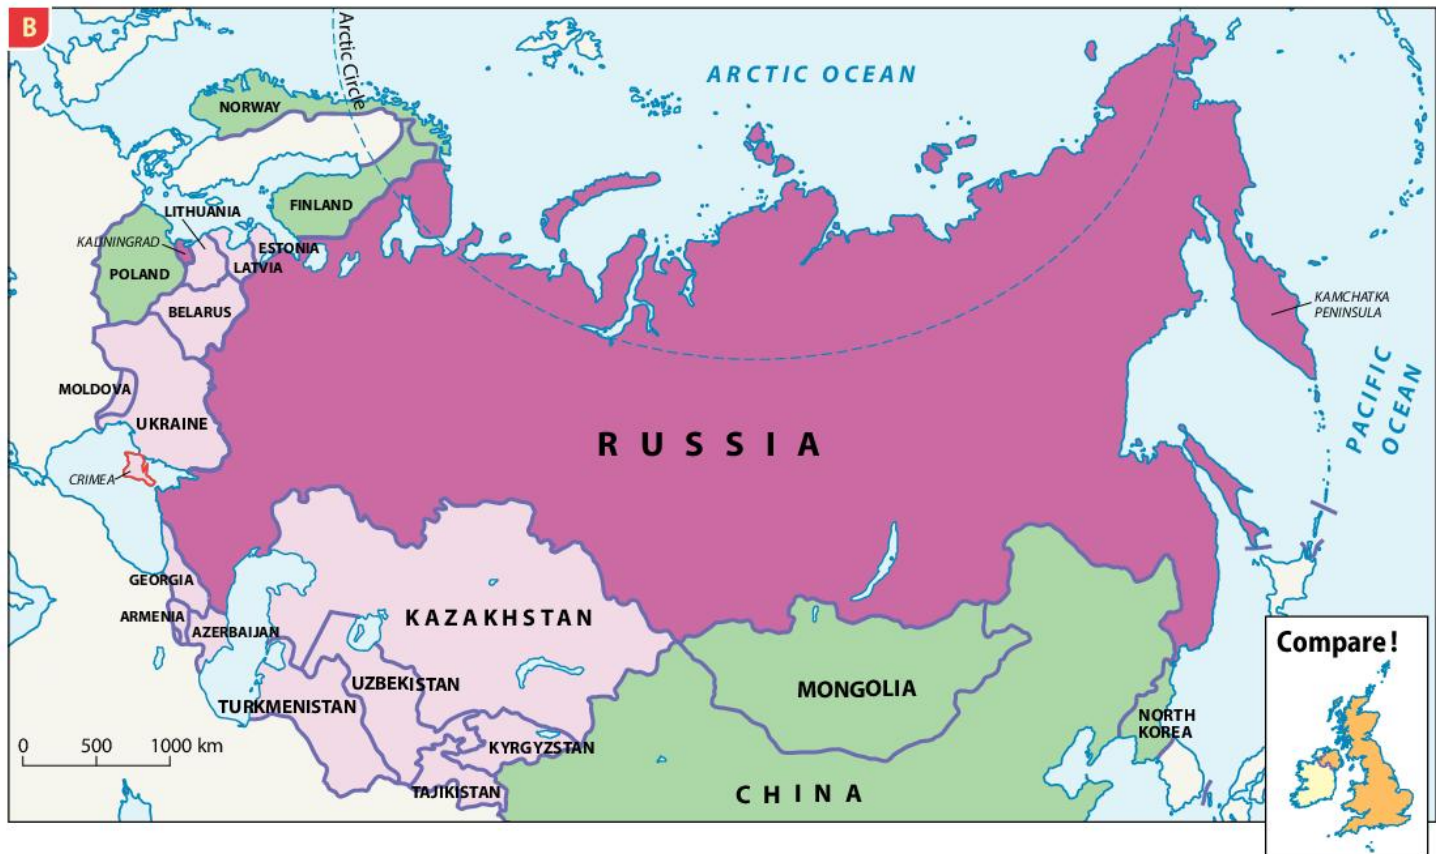 B
Arctic Circle
ARCTIC OCEAN
NORWAY
FINLAND
LITHUANIA
KALININGRAD
ESTONIA
LATVIA
POLAND
BELARUS
KAMCHATKA
PENINSULA
PACIFIC
OCEAN
MOLDOVA
UKRAINE
RUSSIA
CRIMEA
GEORGIA
ARMENIA
AZERBAIJAN
KAZAKHSTAN
UZBEKISTAN
TURKMENISTAN
MONGOLIA
NORTH
KOREA
KYRGYZSTAN
TAJIKISTAN
CHINA
0 500 1000 km
Compare!